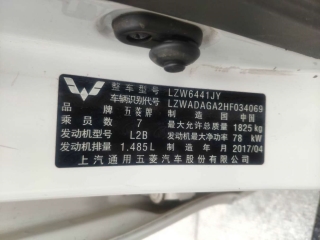 整车型号 LZW6441JY
车辆识别代号 LZWADAGA2HF034069
品牌 五菱牌 制造国 中国
乘员数 7 最大允许总质量 1825kg
发动机型号 L2B 发动机最大净功率 78 kW
发动机排量 1.485L 制造年月 2017/04
上汽通用五菱汽车股份有限公司